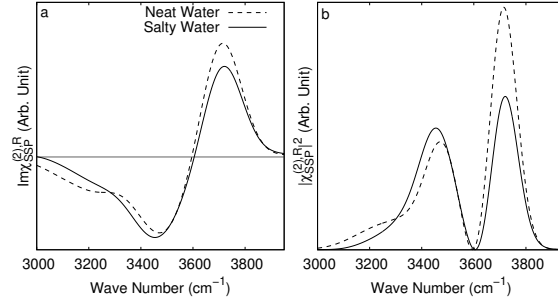 a
Neat Water
Salty Water
Imχ(2),R SSP (Arb. Unit)
3000 3200 3400 3600 3800
Wave Number (cm⁻¹)
b
|χ(2),R SSP|² (Arb. Unit)
3000 3200 3400 3600 3800
Wave Number (cm⁻¹)